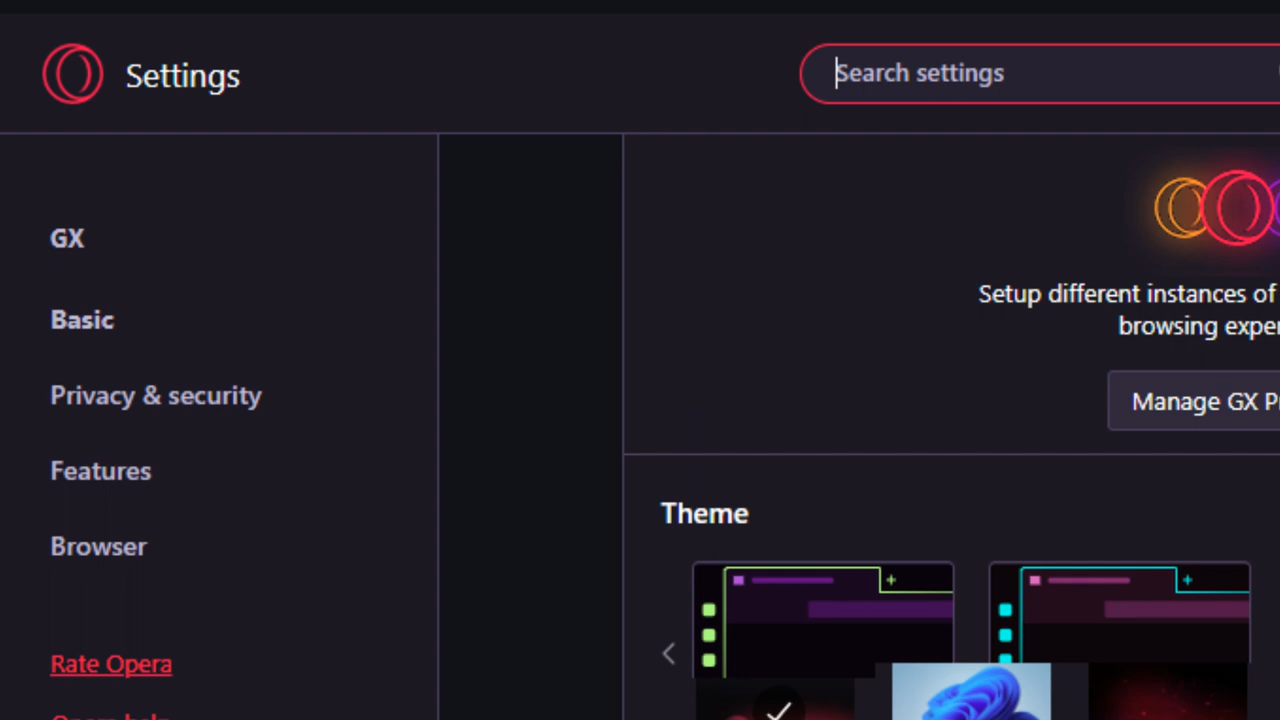 Settings
Search settings
GX
Basic
Privacy & security
Features
Browser
Rate Opera
Setup different instances of
browsing
Manage GX
Theme